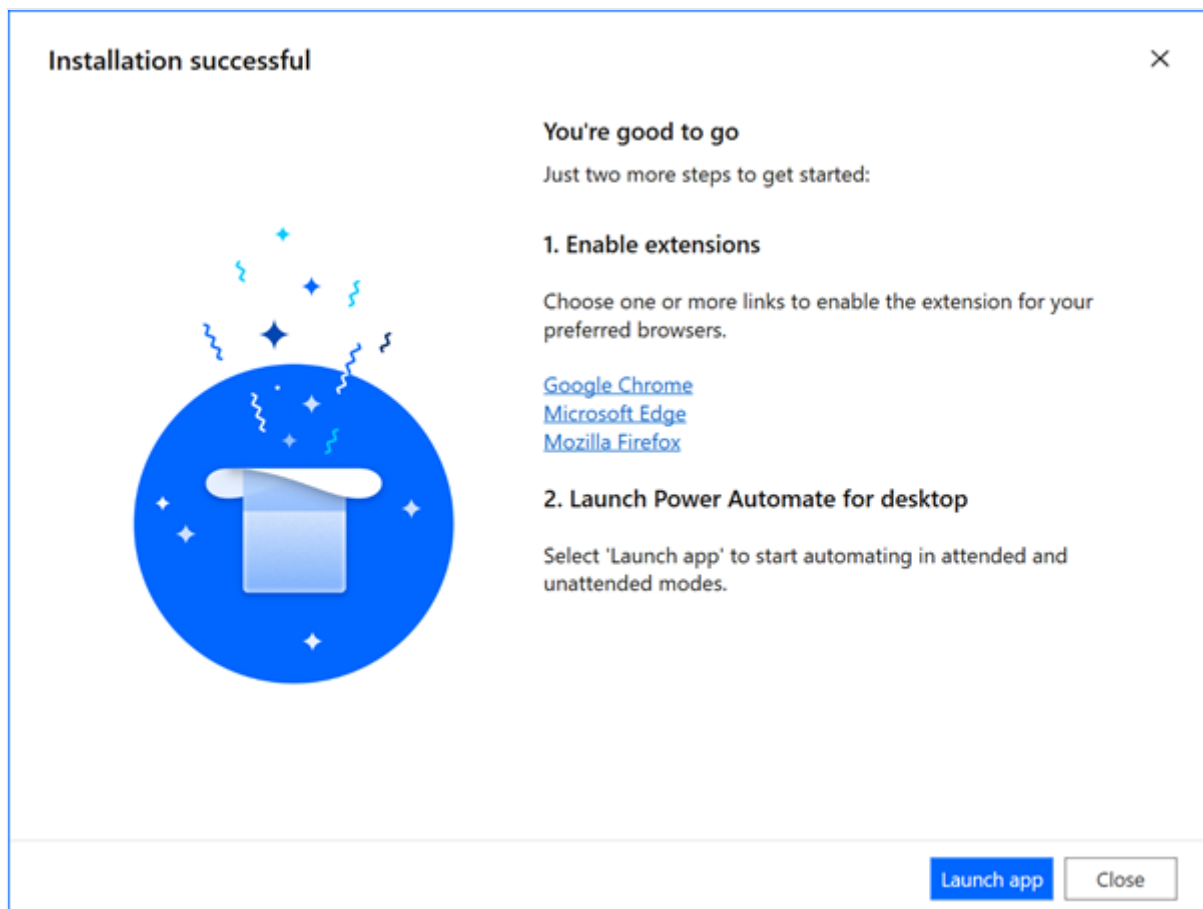 Installation successful
You're good to go
Just two more steps to get started:
1. Enable extensions
Choose one or more links to enable the extension for your
preferred browsers.
Google Chrome
Microsoft Edge
Mozilla Firefox
2. Launch Power Automate for desktop
Select 'Launch app' to start automating in attended and
unattended modes.
Launch app
Close